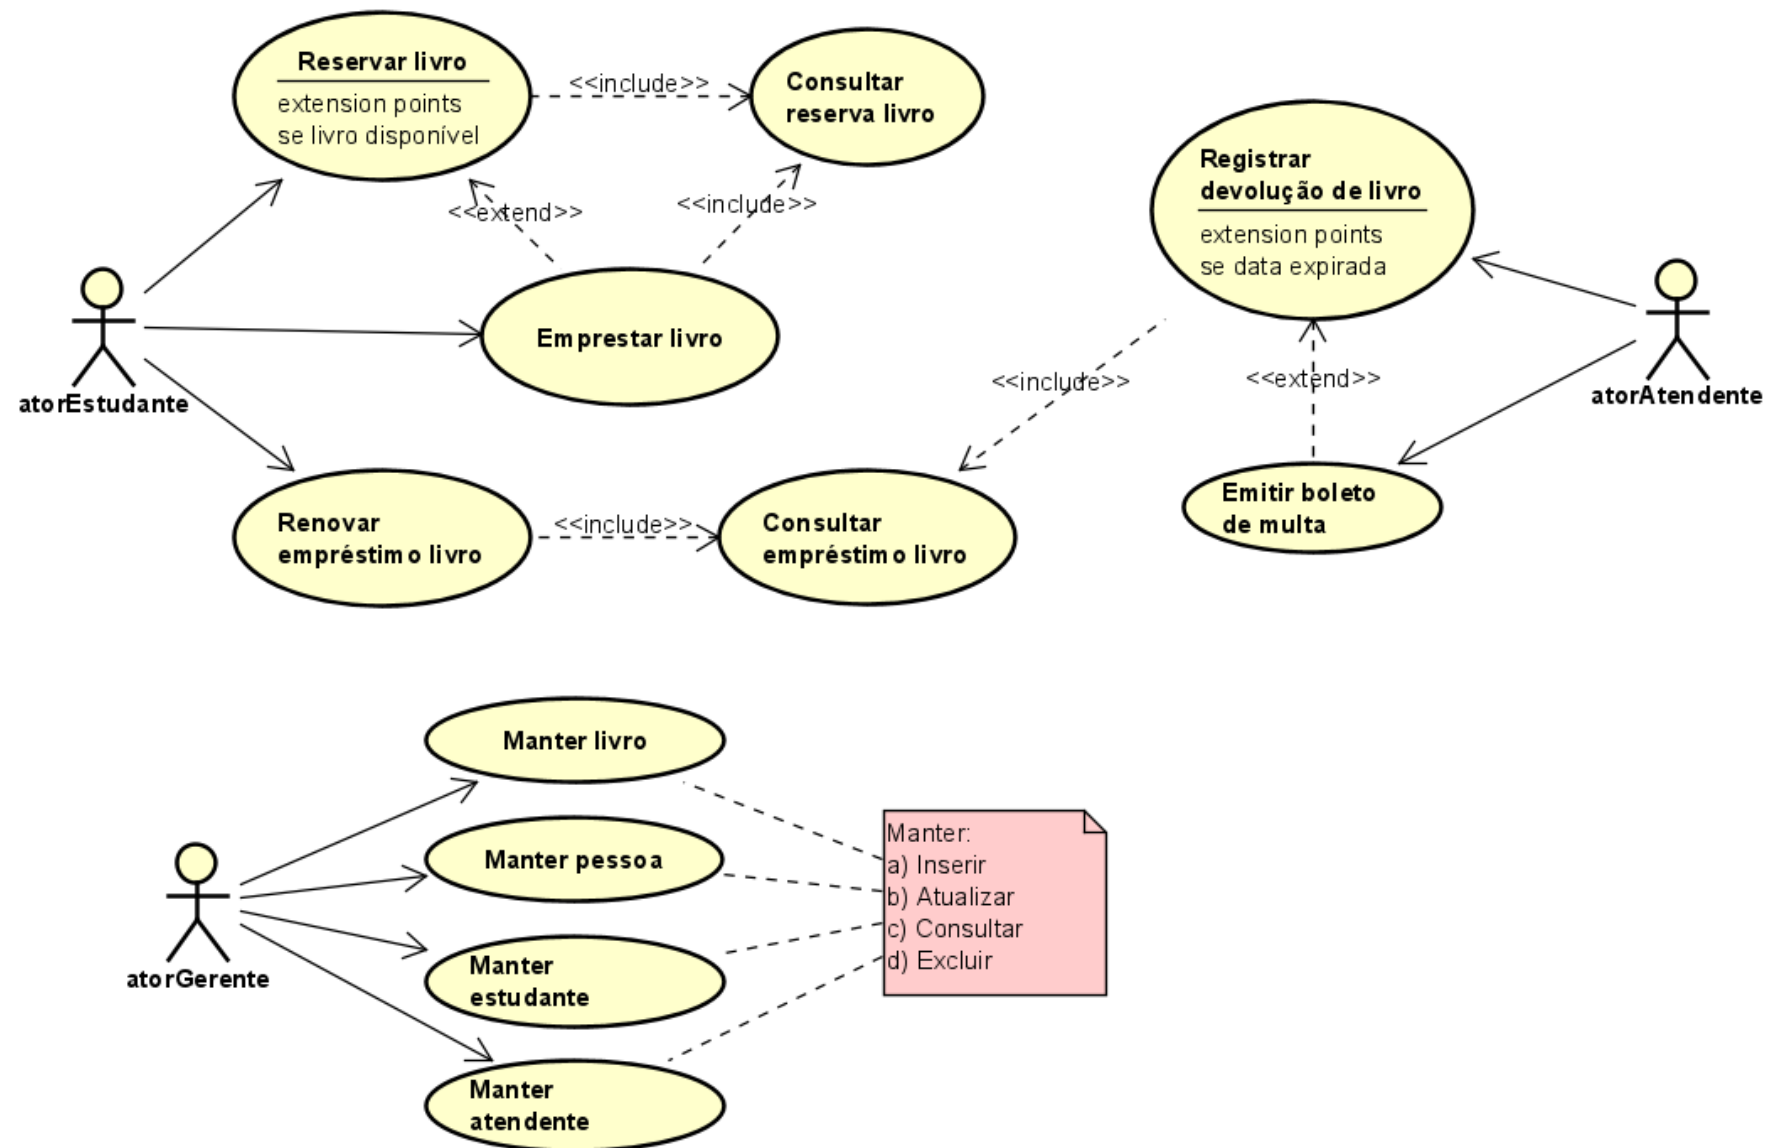 Reservar livro
extension points
se livro disponível
<<include>>
Consultar
reserva livro
<<extend>>
<<include>>
Registrar
devolução de livro
extension points
se data expirada
Emprestar livro
atorEstudante
<<include>>
<<extend>>
atorAtendente
Renovar
empréstimo livro
<<include>>
Consultar
empréstimo livro
Emitir boleto
de multa
Manter livro
Manter pessoa
Manter
estudante
Manter
atendente
atorGerente
Manter:
a) Inserir
b) Atualizar
c) Consultar
d) Excluir